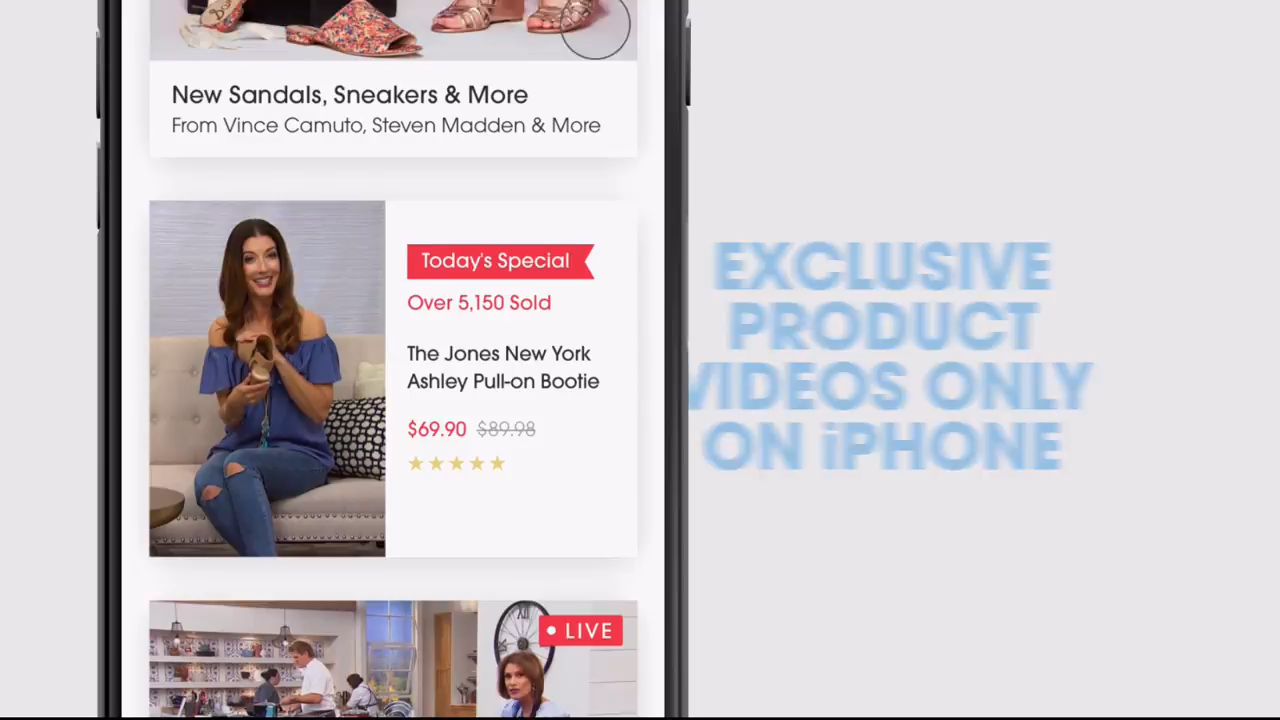 New Sandals, Sneakers & More
From Vince Camuto, Steven Madden & More
Today's Special
Over 5,150 Sold
The Jones New York
Ashley Pull-on Bootie
$69.90 $89.98
EXCLUSIVE
PRODUCT
VIDEOS ONLY
ON iPHONE
LIVE
XII